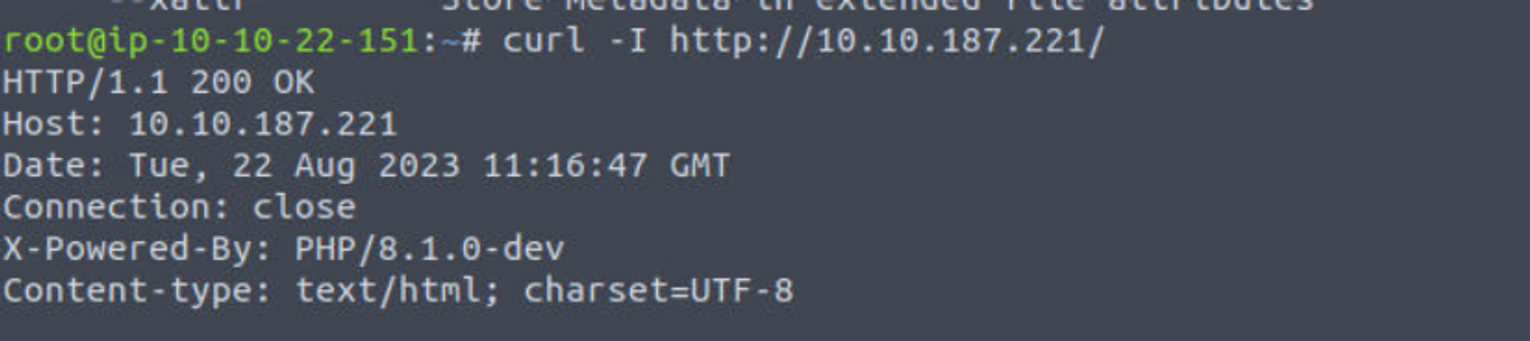 --xattr Store metadata in extended file attributes
root@ip-10-10-22-151:~# curl -I http://10.10.187.221/
HTTP/1.1 200 OK
Host: 10.10.187.221
Date: Tue, 22 Aug 2023 11:16:47 GMT
Connection: close
X-Powered-By: PHP/8.1.0-dev
Content-type: text/html; charset=UTF-8